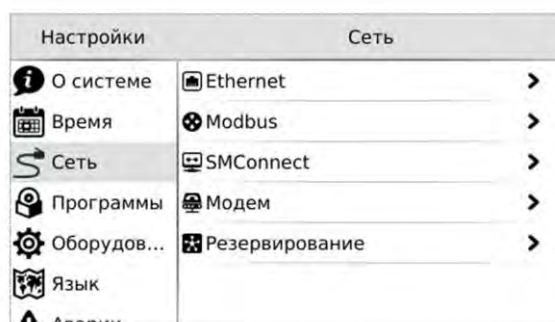 Настройки
Сеть
О системе
Время
Сеть
Программы
Оборудов...
Язык
Ethernet
Modbus
SMConnect
Модем
Резервирование